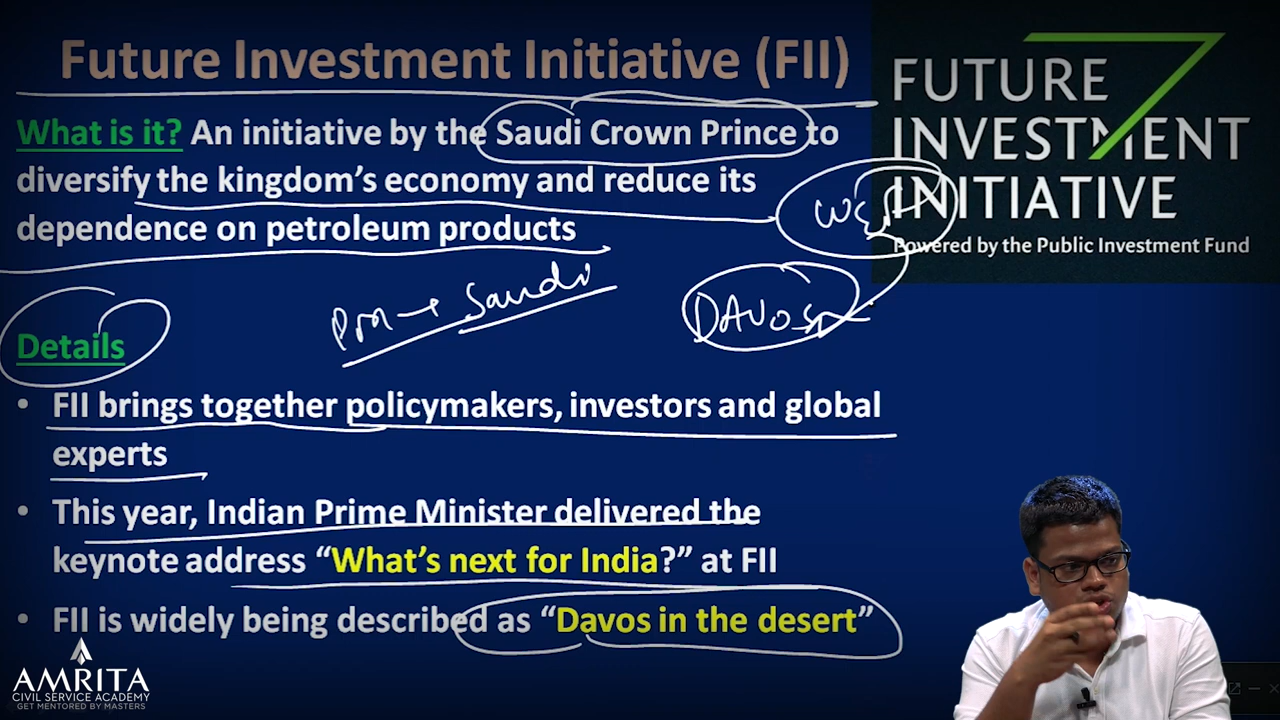 Future Investment Initiative (FII)
What is it? An initiative by the Saudi Crown Prince to
diversify the kingdom's economy and reduce its
dependence on petroleum products
FUTURE
INVESTMENT
INITIATIVE
Powered by the Public Investment Fund
PM → Saudi
DAVOS
Details
• FII brings together policymakers, investors and global
experts
• This year, Indian Prime Minister delivered the
keynote address “What's next for India?” at FII
• FII is widely being described as “Davos in the desert”
AMRITA
CIVIL SERVICE ACADEMY
GET MENTORED BY MASTERS